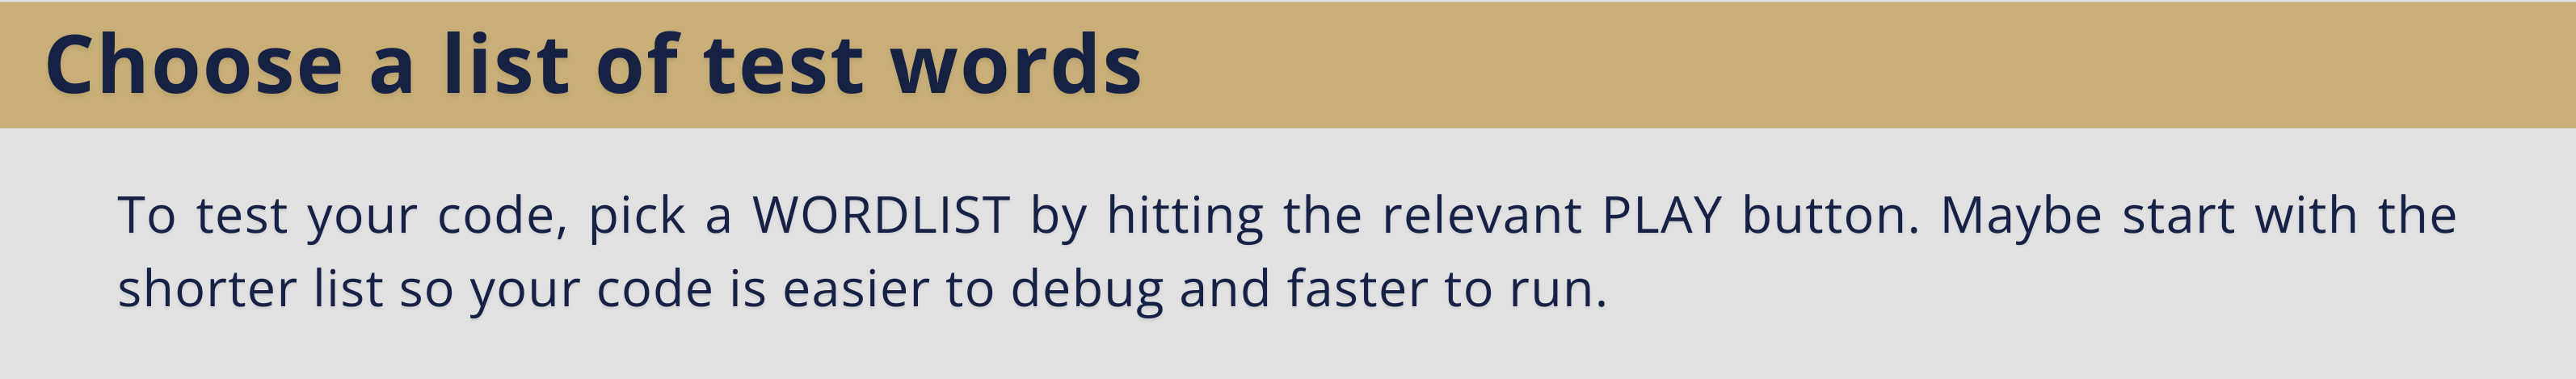 Choose a list of test words
To test your code, pick a WORDLIST by hitting the relevant PLAY button. Maybe start with the
shorter list so your code is easier to debug and faster to run.